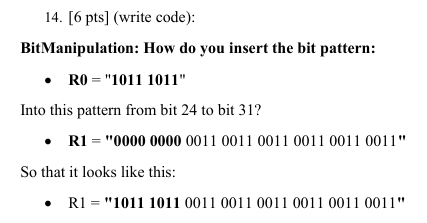 14. [6 pts] (write code):
BitManipulation: How do you insert the bit pattern:
• R0 = "1011 1011"
Into this pattern from bit 24 to bit 31?
• R1 = "0000 0000 0011 0011 0011 0011 0011 0011"
So that it looks like this:
• R1 = "1011 1011 0011 0011 0011 0011 0011 0011"